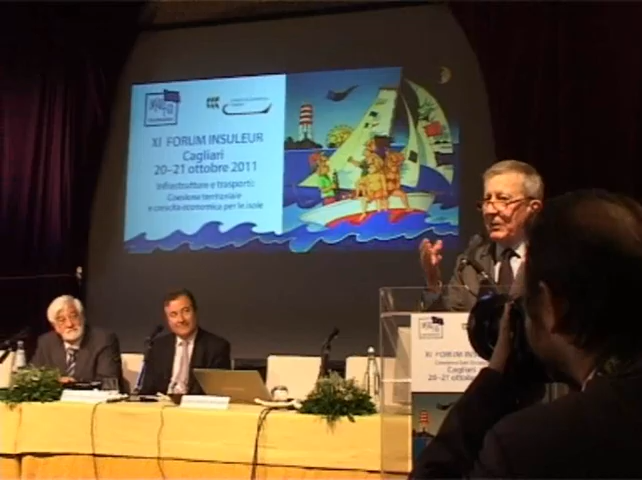 XI FORUM INSULEUR
Cagliari
20-21 ottobre 2011
Infrastrutture e trasporti:
Coesione territoriale
e crescita economica per le isole
XI FORUM INSULEUR
Cagliari
20-21 ottobre